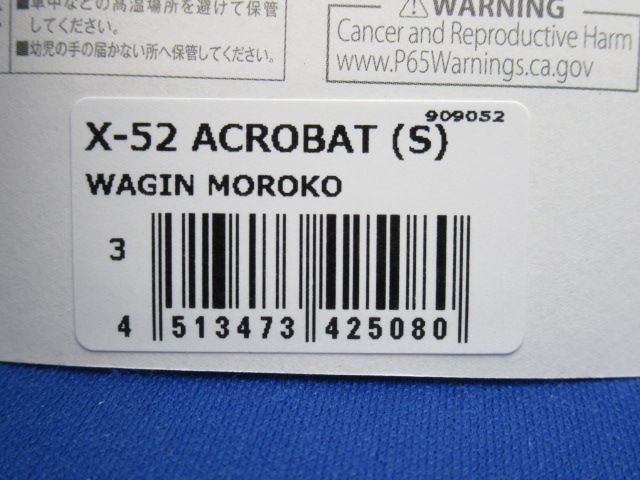 ■車中などの高温場所を避けて保管
してください。
■幼児の手の届かない所へ保管してください。
⚠WARNING
Cancer and Reproductive Harm
www.P65Warnings.ca.gov
909052
X-52 ACROBAT (S)
WAGIN MOROKO
3
4 513473 425080